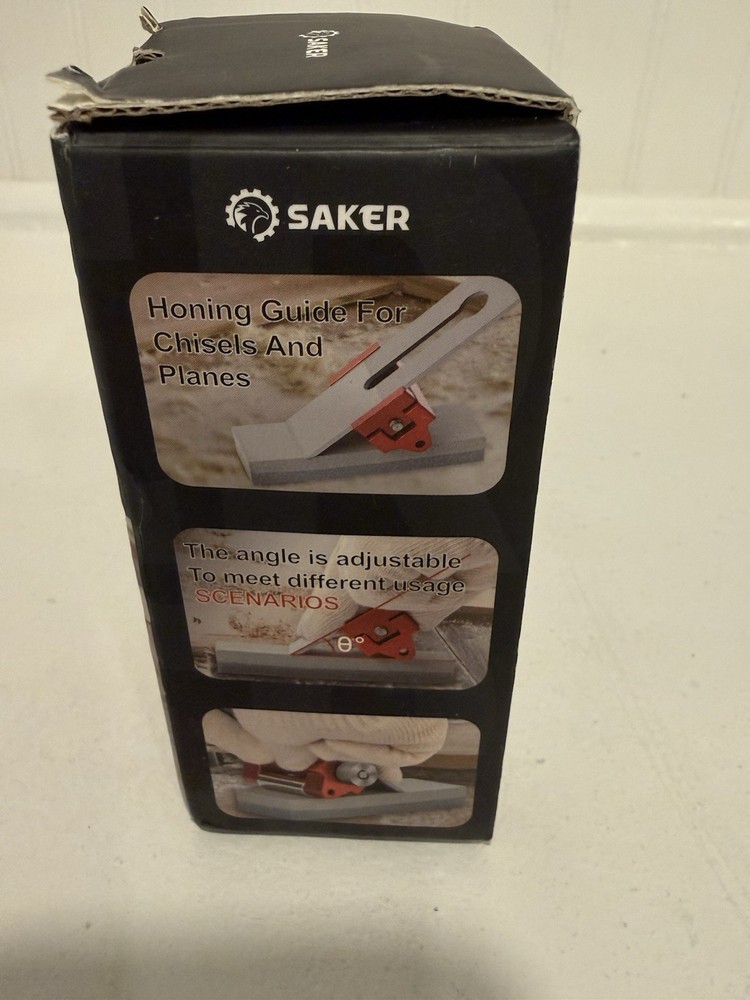 SAKER
SAKER
Honing Guide For
Chisels And
Planes
The angle is adjustable
To meet different usage
SCENARIOS
"
θ°